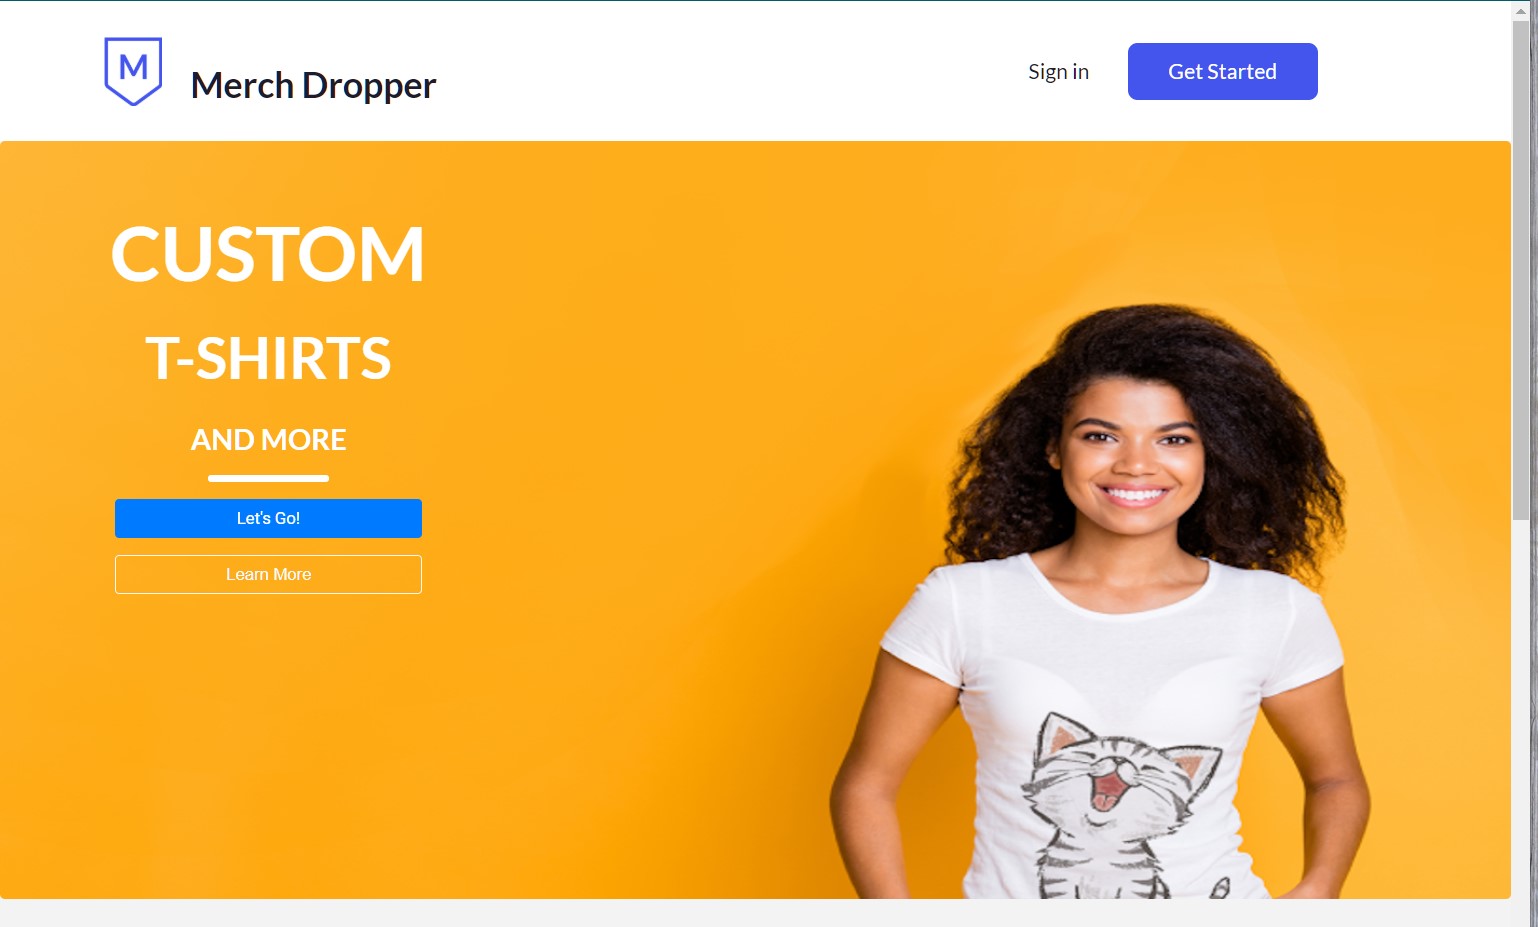 M
Merch Dropper
Sign in
Get Started
CUSTOM
T-SHIRTS
AND MORE
Let's Go!
Learn More